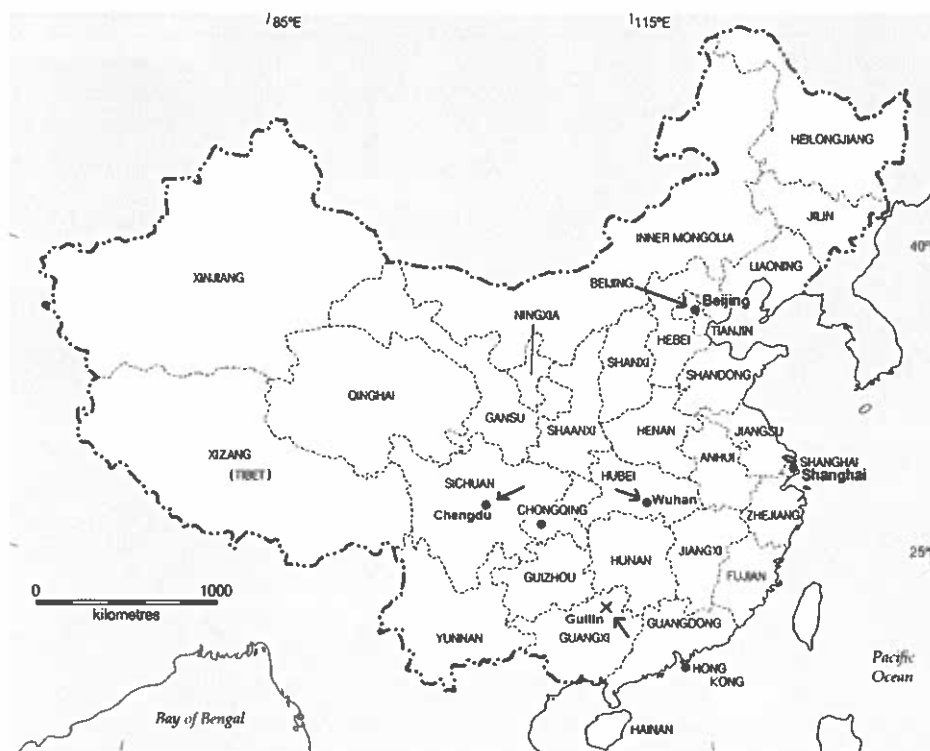 85°E
115°E
HEILONGJIANG
JILIN
40°
INNER MONGOLIA
LIAONING
XINJIANG
BEIJING
Beijing
NINGXIA
TIANJIN
HEBEI
SHANXI
SHANDONG
QINGHAI
GANSU
SHAANXI
HENAN
JIANGSU
XIZANG
(TIBET)
ANHUI
SHANGHAI
Shanghai
SICHUAN
HUBEI
Chengdu
CHONGQING
Wuhan
ZHEJIANG
HUNAN
JIANGXI
25°
GUIZHOU
FUJIAN
0
1000
kilometres
Guilin
GUANGDONG
YUNNAN
GUANGXI
HONG
KONG
Pacific
Ocean
Bay of Bengal
HAINAN